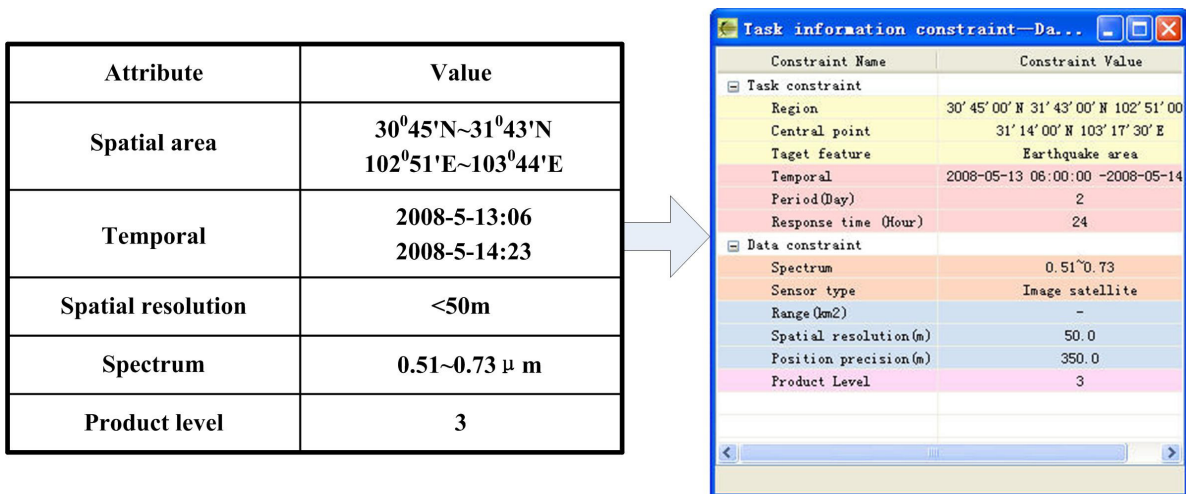 Attribute Value
Spatial area 30⁰45'N~31⁰43'N
102⁰51'E~103⁰44'E
Temporal 2008-5-13:06
2008-5-14:23
Spatial resolution <50m
Spectrum 0.51~0.73 μ m
Product level 3
Task information constraint—Da...
Constraint Name Constraint Value
Task constraint
Region 30′45′00′N 31′43′00′N 102′51′00
Central point 31′14′00′N 103′17′30′E
Taget feature Earthquake area
Temporal 2008-05-13 06:00:00 -2008-05-14
Period(Day) 2
Response time (Hour) 24
Data constraint
Spectrum 0.51~0.73
Sensor type Image satellite
Range(km2) -
Spatial resolution(m) 50.0
Position precision(m) 350.0
Product Level 3